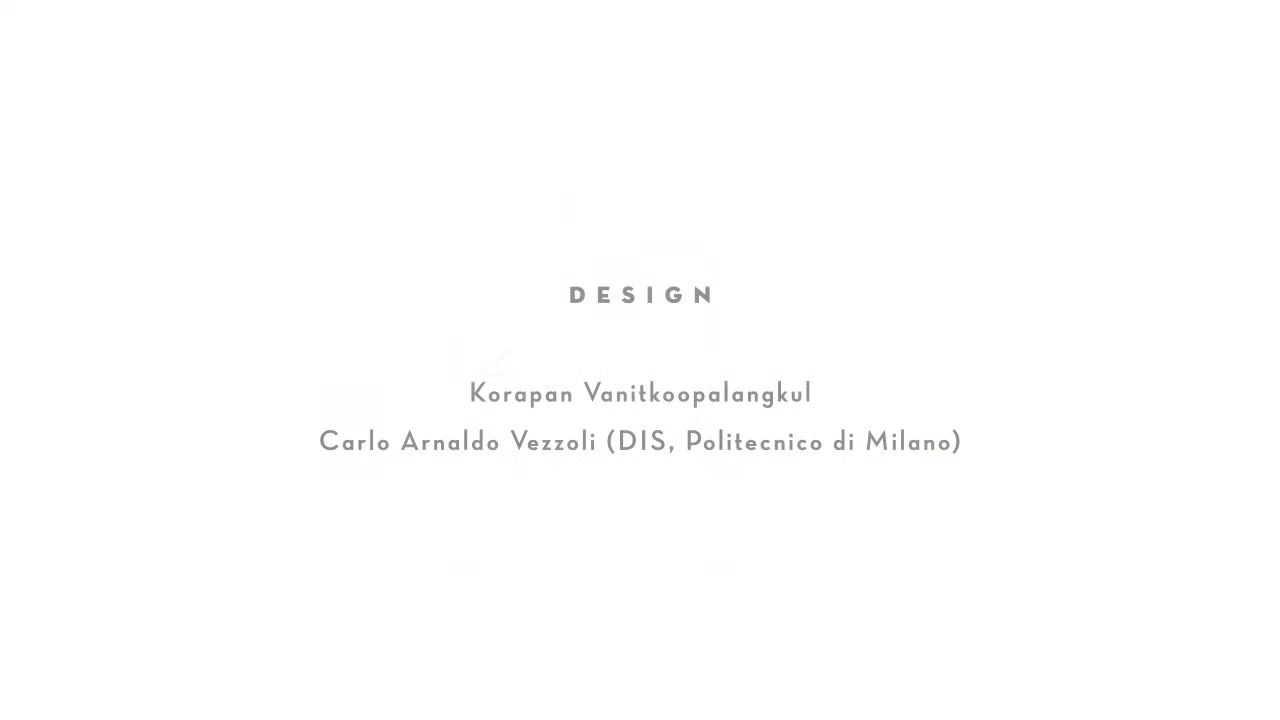 DESIGN
Korapan Vanitkoopalangkul
Carlo Arnaldo Vezzoli (DIS, Politecnico di Milano)